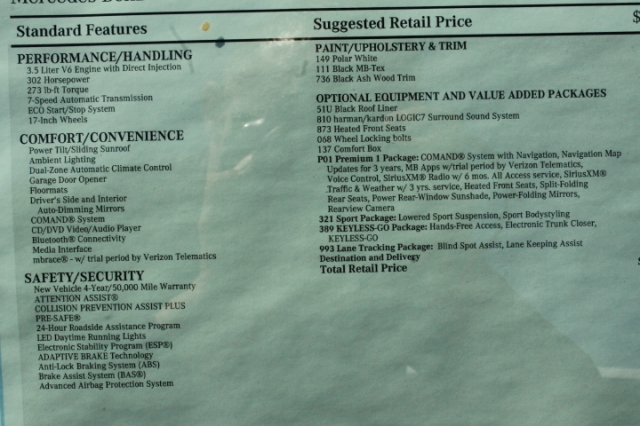 Standard Features
PERFORMANCE/HANDLING
3.5 Liter V6 Engine with Direct Injection
302 Horsepower
273 lb-ft Torque
7-Speed Automatic Transmission
ECO Start/Stop System
17-Inch Wheels
COMFORT/CONVENIENCE
Power Tilt/Sliding Sunroof
Ambient Lighting
Dual-Zone Automatic Climate Control
Garage Door Opener
Floormats
Driver's Side and Interior
Auto-Dimming Mirrors
COMAND® System
CD/DVD Video/Audio Player
Bluetooth® Connectivity
Media Interface
mbrace® - w/ trial period by Verizon Telematics
SAFETY/SECURITY
New Vehicle 4-Year/50,000 Mile Warranty
ATTENTION ASSIST®
COLLISION PREVENTION ASSIST PLUS
PRE-SAFE®
24-Hour Roadside Assistance Program
LED Daytime Running Lights
Electronic Stability Program (ESP®)
ADAPTIVE BRAKE Technology
Anti-Lock Braking System (ABS)
Brake Assist System (BAS®)
Advanced Airbag Protection System
Suggested Retail Price
PAINT/UPHOLSTERY & TRIM
149 Polar White
111 Black MB-Tex
736 Black Ash Wood Trim
OPTIONAL EQUIPMENT AND VALUE ADDED PACKAGES
51U Black Roof Liner
810 harman/kardon LOGIC7 Surround Sound System
873 Heated Front Seats
068 Wheel Locking bolts
137 Comfort Box
P01 Premium 1 Package: COMAND® System with Navigation, Navigation Map
Updates for 3 years, MB Apps w/trial period by Verizon Telematics,
Voice Control, SiriusXM® Radio w/ 6 mos. All Access service, SiriusXM®
Traffic & Weather w/ 3 yrs. service, Heated Front Seats, Split-Folding
Rear Seats, Power Rear-Window Sunshade, Power-Folding Mirrors,
Rearview Camera
321 Sport Package: Lowered Sport Suspension, Sport Bodystyling
389 KEYLESS-GO Package: Hands-Free Access, Electronic Trunk Closer,
KEYLESS-GO
993 Lane Tracking Package: Blind Spot Assist, Lane Keeping Assist
Destination and Delivery
Total Retail Price